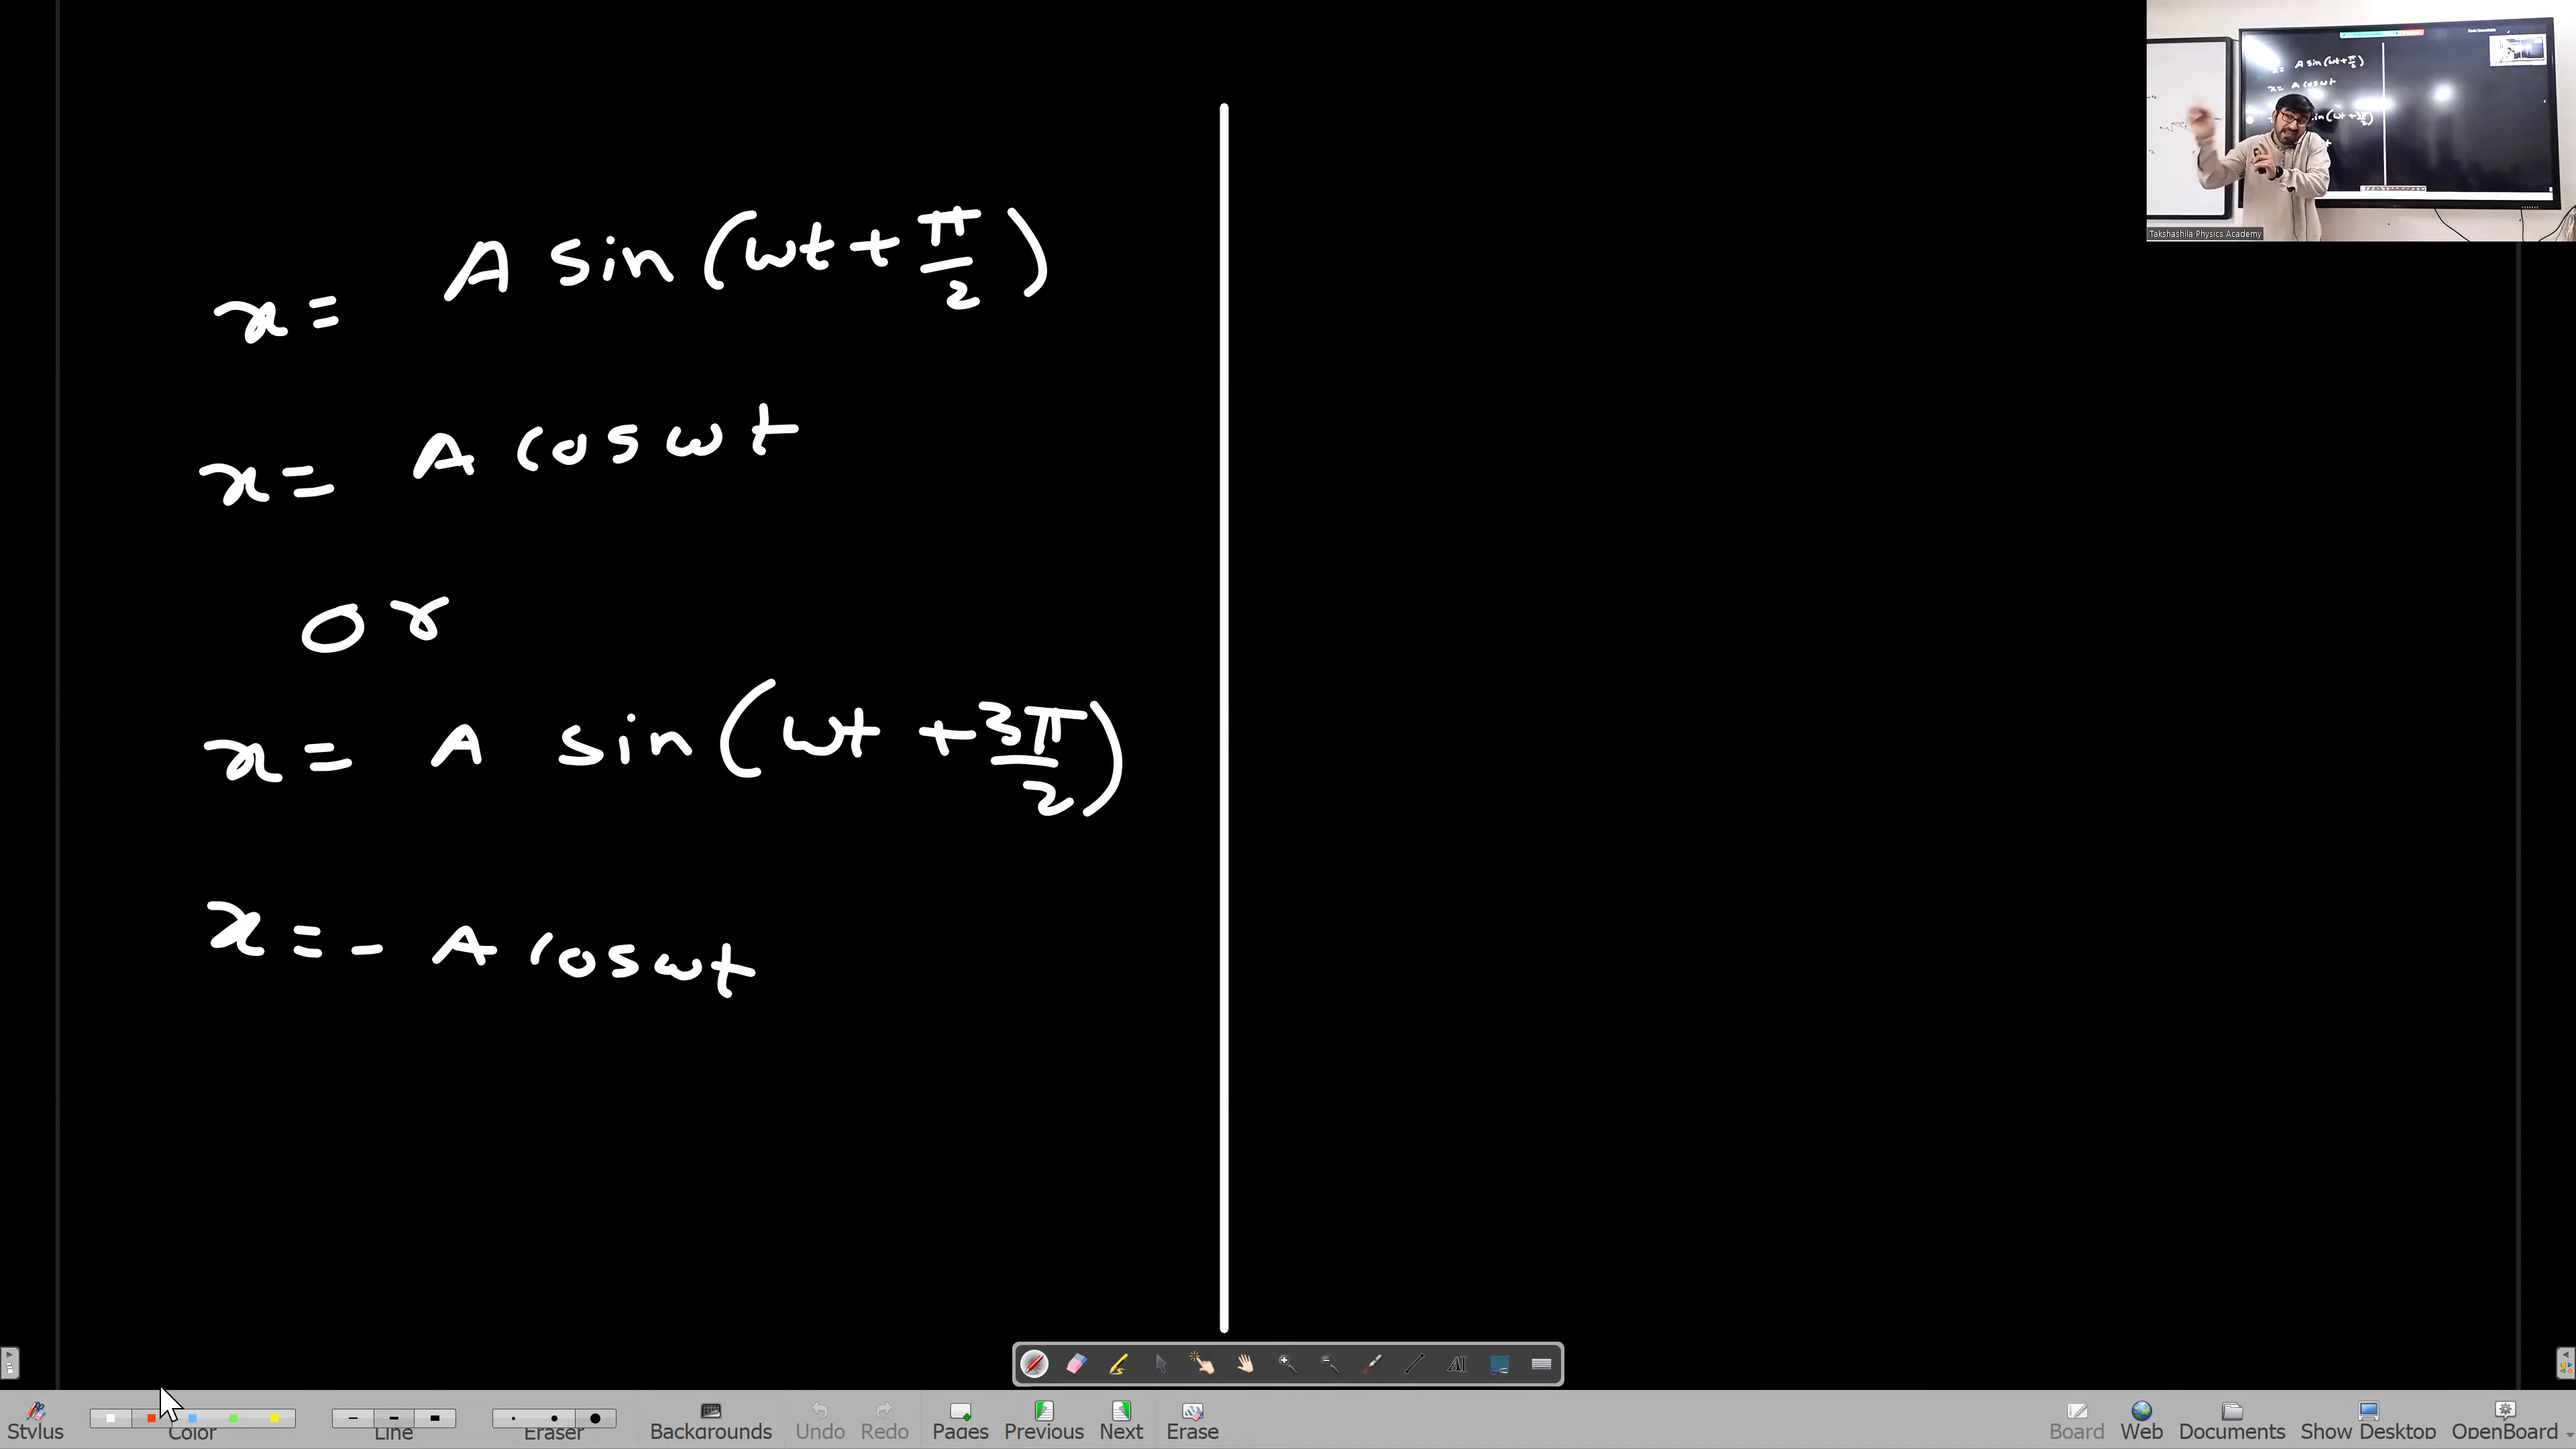 x = A sin(ωt + π/2)
x = A cos ωt
or
x = A sin(ωt + 3π/2)
x = - A cos ωt
Takshashila Physics Academy
Stylus Color Line Eraser Backgrounds Undo Redo Pages Previous Next Erase Board Web Documents Show Desktop OpenBoard